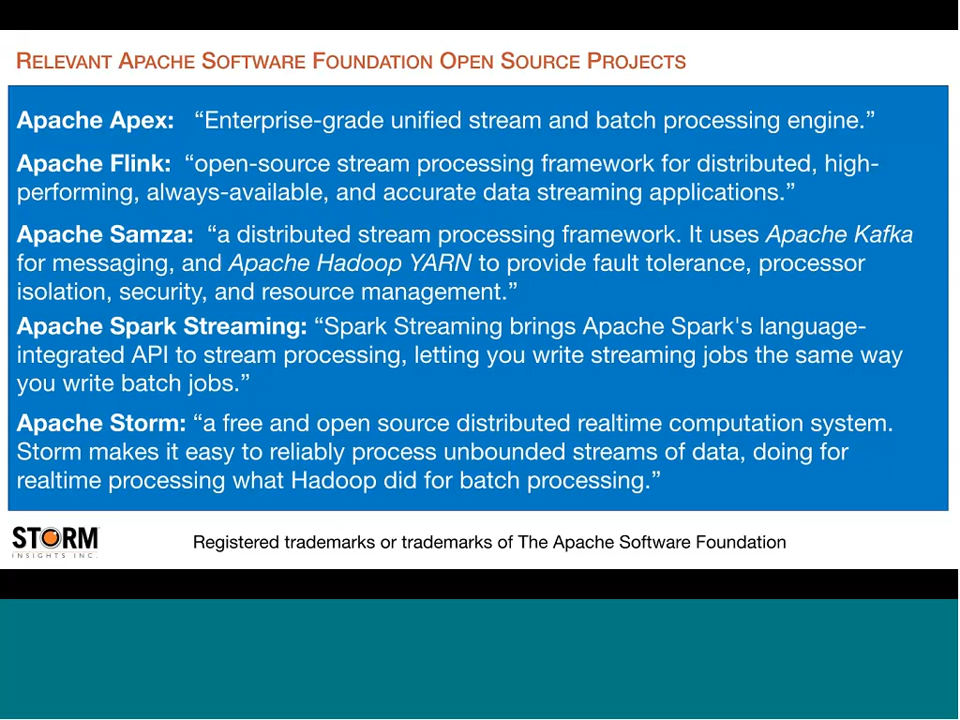 RELEVANT APACHE SOFTWARE FOUNDATION OPEN SOURCE PROJECTS
Apache Apex: “Enterprise-grade unified stream and batch processing engine.”
Apache Flink: “open-source stream processing framework for distributed, high-
performing, always-available, and accurate data streaming applications.”
Apache Samza: “a distributed stream processing framework. It uses Apache Kafka
for messaging, and Apache Hadoop YARN to provide fault tolerance, processor
isolation, security, and resource management.”
Apache Spark Streaming: “Spark Streaming brings Apache Spark's language-
integrated API to stream processing, letting you write streaming jobs the same way
you write batch jobs.”
Apache Storm: “a free and open source distributed realtime computation system.
Storm makes it easy to reliably process unbounded streams of data, doing for
realtime processing what Hadoop did for batch processing.”
STORM
INSIGHTS INC.
Registered trademarks or trademarks of The Apache Software Foundation